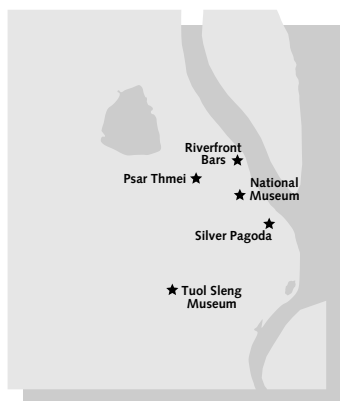 Riverfront
Bars
Psar Thmei
National
Museum
Silver Pagoda
Tuol Sleng
Museum